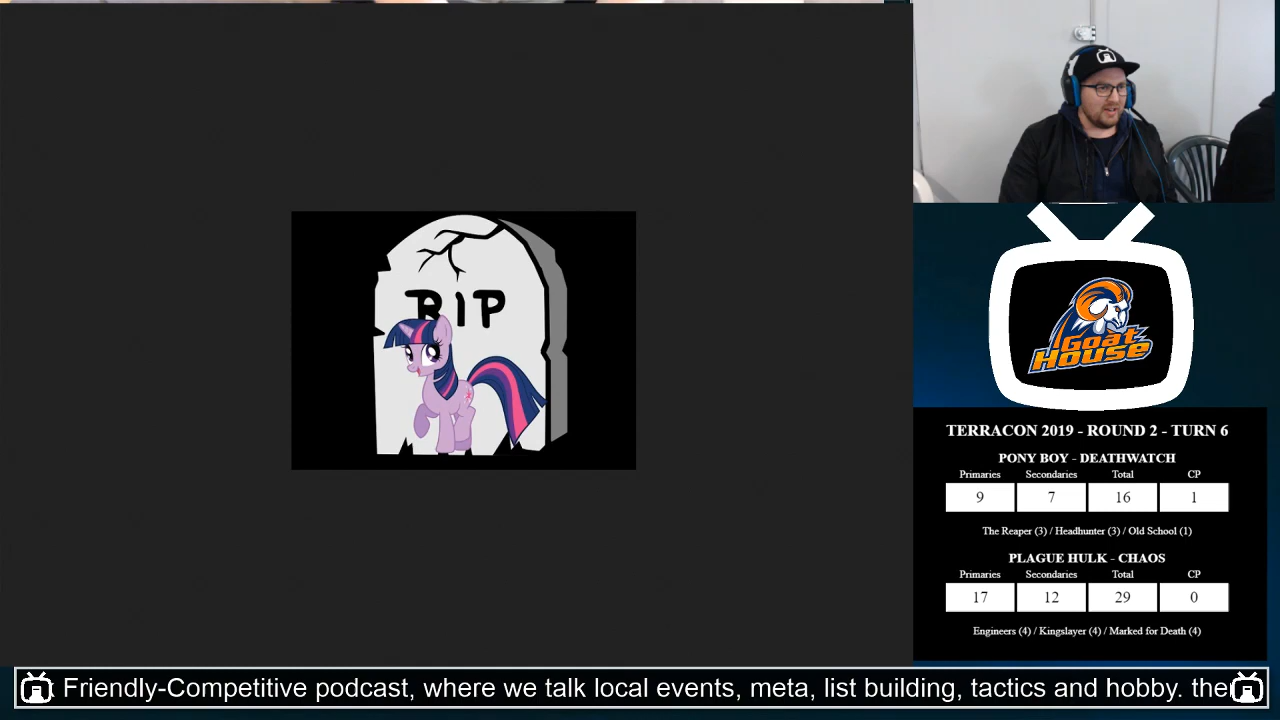 RIP
Goat
House
TERRACON 2019 - ROUND 2 - TURN 6
PONY BOY - DEATHWATCH
Primaries Secondaries Total CP
9 7 16 1
The Reaper (3) / Headhunter (3) / Old School (1)
PLAGUE HULK - CHAOS
Primaries Secondaries Total CP
17 12 29 0
Engineers (4) / Kingslayer (4) / Marked for Death (4)
Friendly-Competitive podcast, where we talk local events, meta, list building, tactics and hobby. the